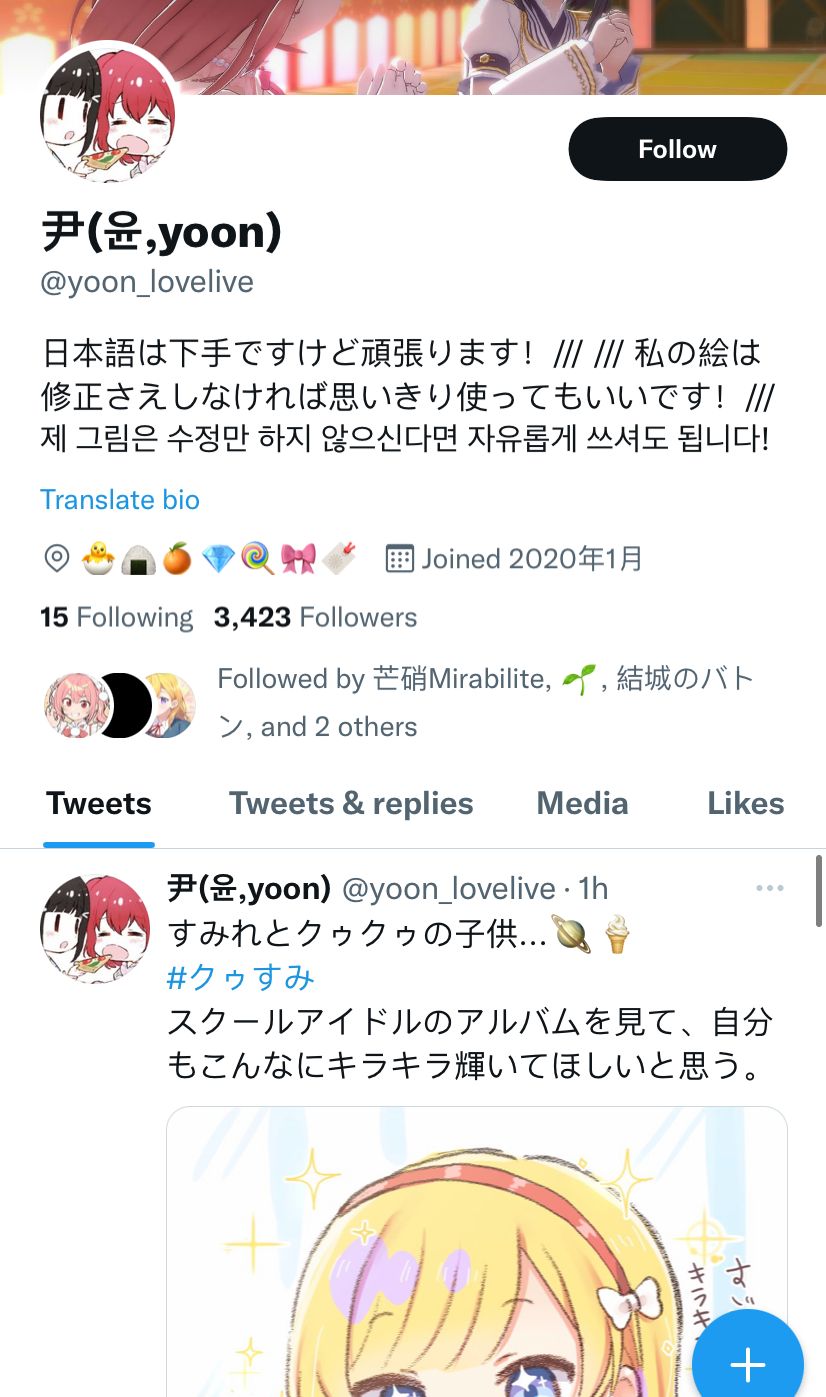 Follow
尹(윤,yoon)
@yoon_lovelive
日本語は下手ですけど頑張ります！ /// /// 私の絵は
修正さえしなければ思いきり使ってもいいです！ ///
제 그림은 수정만 하지 않으신다면 자유롭게 쓰셔도 됩니다!
Translate bio
🐣🍙🍊💎🍭🎀🍢 Joined 2020年1月
15 Following 3,423 Followers
Followed by 芒硝Mirabilite, 🌱, 結城のバト
ン, and 2 others
Tweets Tweets & replies Media Likes
尹(윤,yoon) @yoon_lovelive · 1h
すみれとクゥクゥの子供…🪐🍦
#クゥすみ
スクールアイドルのアルバムを見て、自分
もこんなにキラキラ輝いてほしいと思う。